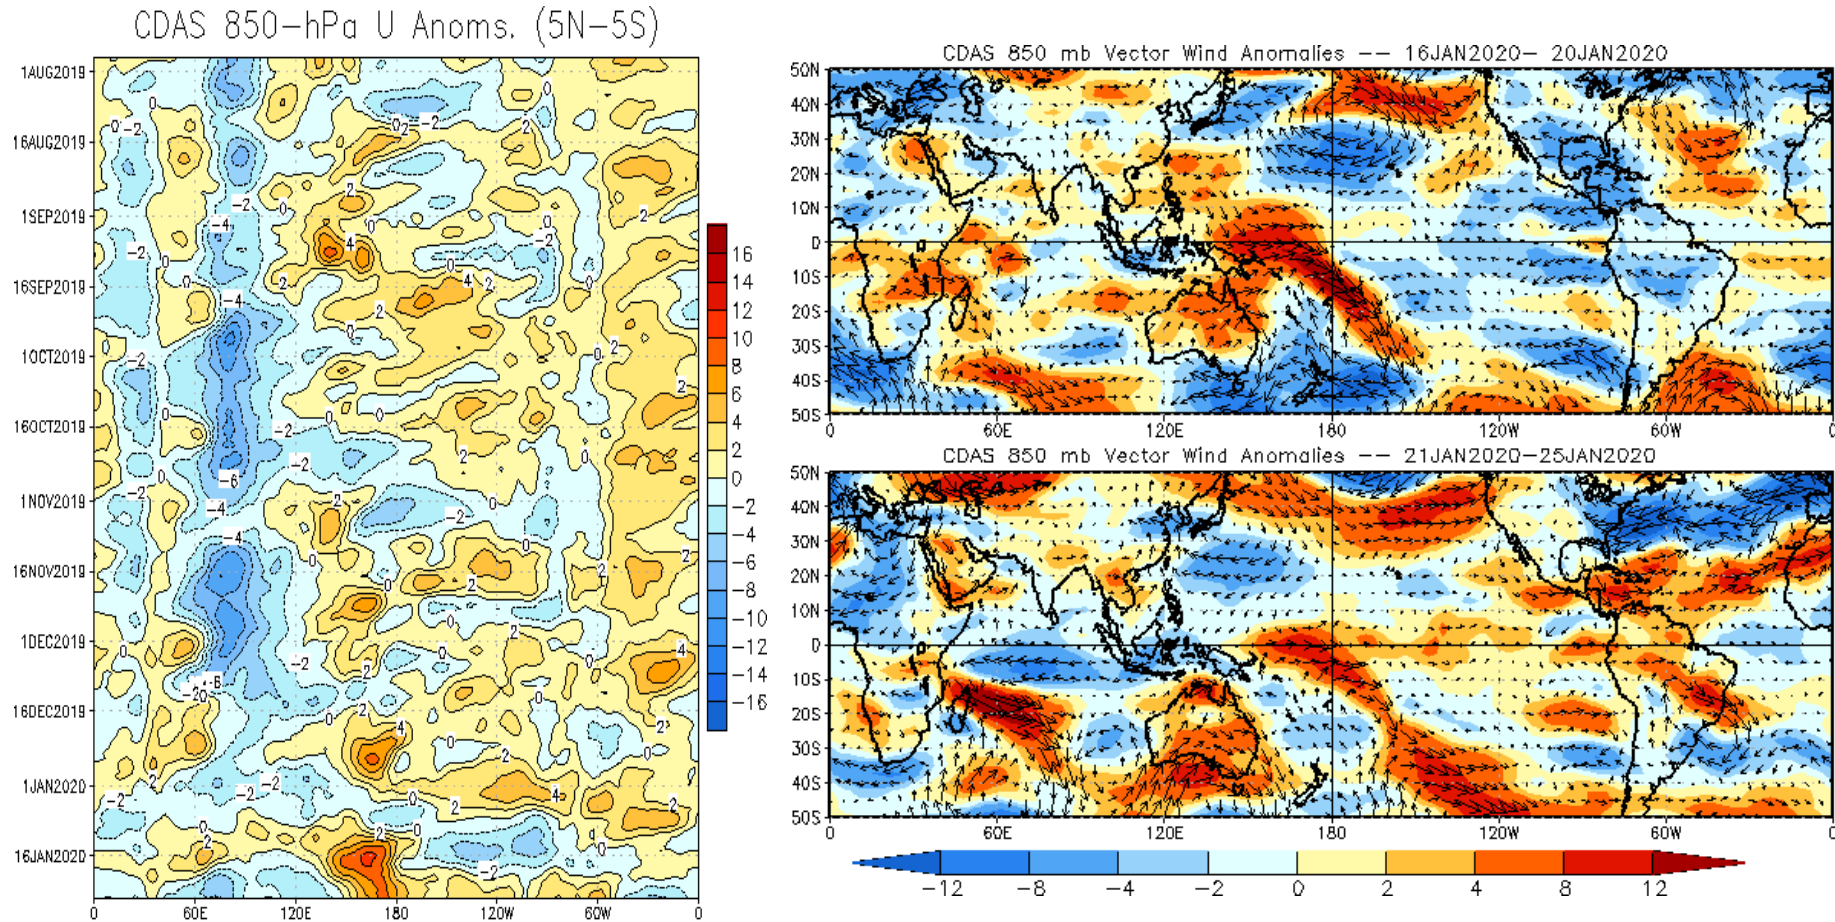 CDAS 850-hPa U Anoms. (5N-5S)
1AUG2019
16AUG2019
1SEP2019
16SEP2019
1OCT2019
16OCT2019
1NOV2019
16NOV2019
1DEC2019
16DEC2019
1JAN2020
16JAN2020
0 60E 120E 180 120W 60W 0
16
14
12
10
8
6
4
2
0
-2
-4
-6
-8
-10
-12
-14
-16
CDAS 850 mb Vector Wind Anomalies -- 16JAN2020- 20JAN2020
50N
40N
30N
20N
10N
0
10S
20S
30S
40S
50S
0 60E 120E 180 120W 60W 0
CDAS 850 mb Vector Wind Anomalies -- 21JAN2020-25JAN2020
50N
40N
30N
20N
10N
0
10S
20S
30S
40S
50S
0 60E 120E 180 120W 60W 0
-12 -8 -4 -2 0 2 4 8 12